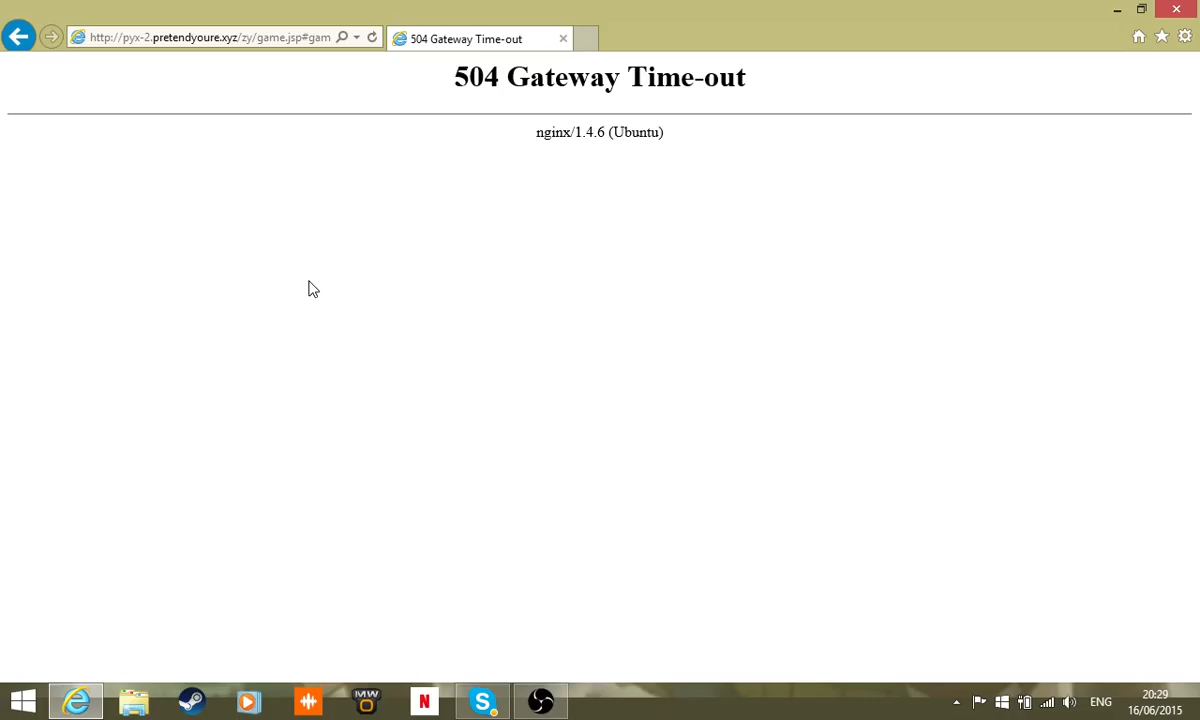 http://pyx-2.pretendyoure.xyz/zy/game.jsp#gam
504 Gateway Time-out
504 Gateway Time-out
nginx/1.4.6 (Ubuntu)
MW
O
N
S
ENG
20:29
16/06/2015